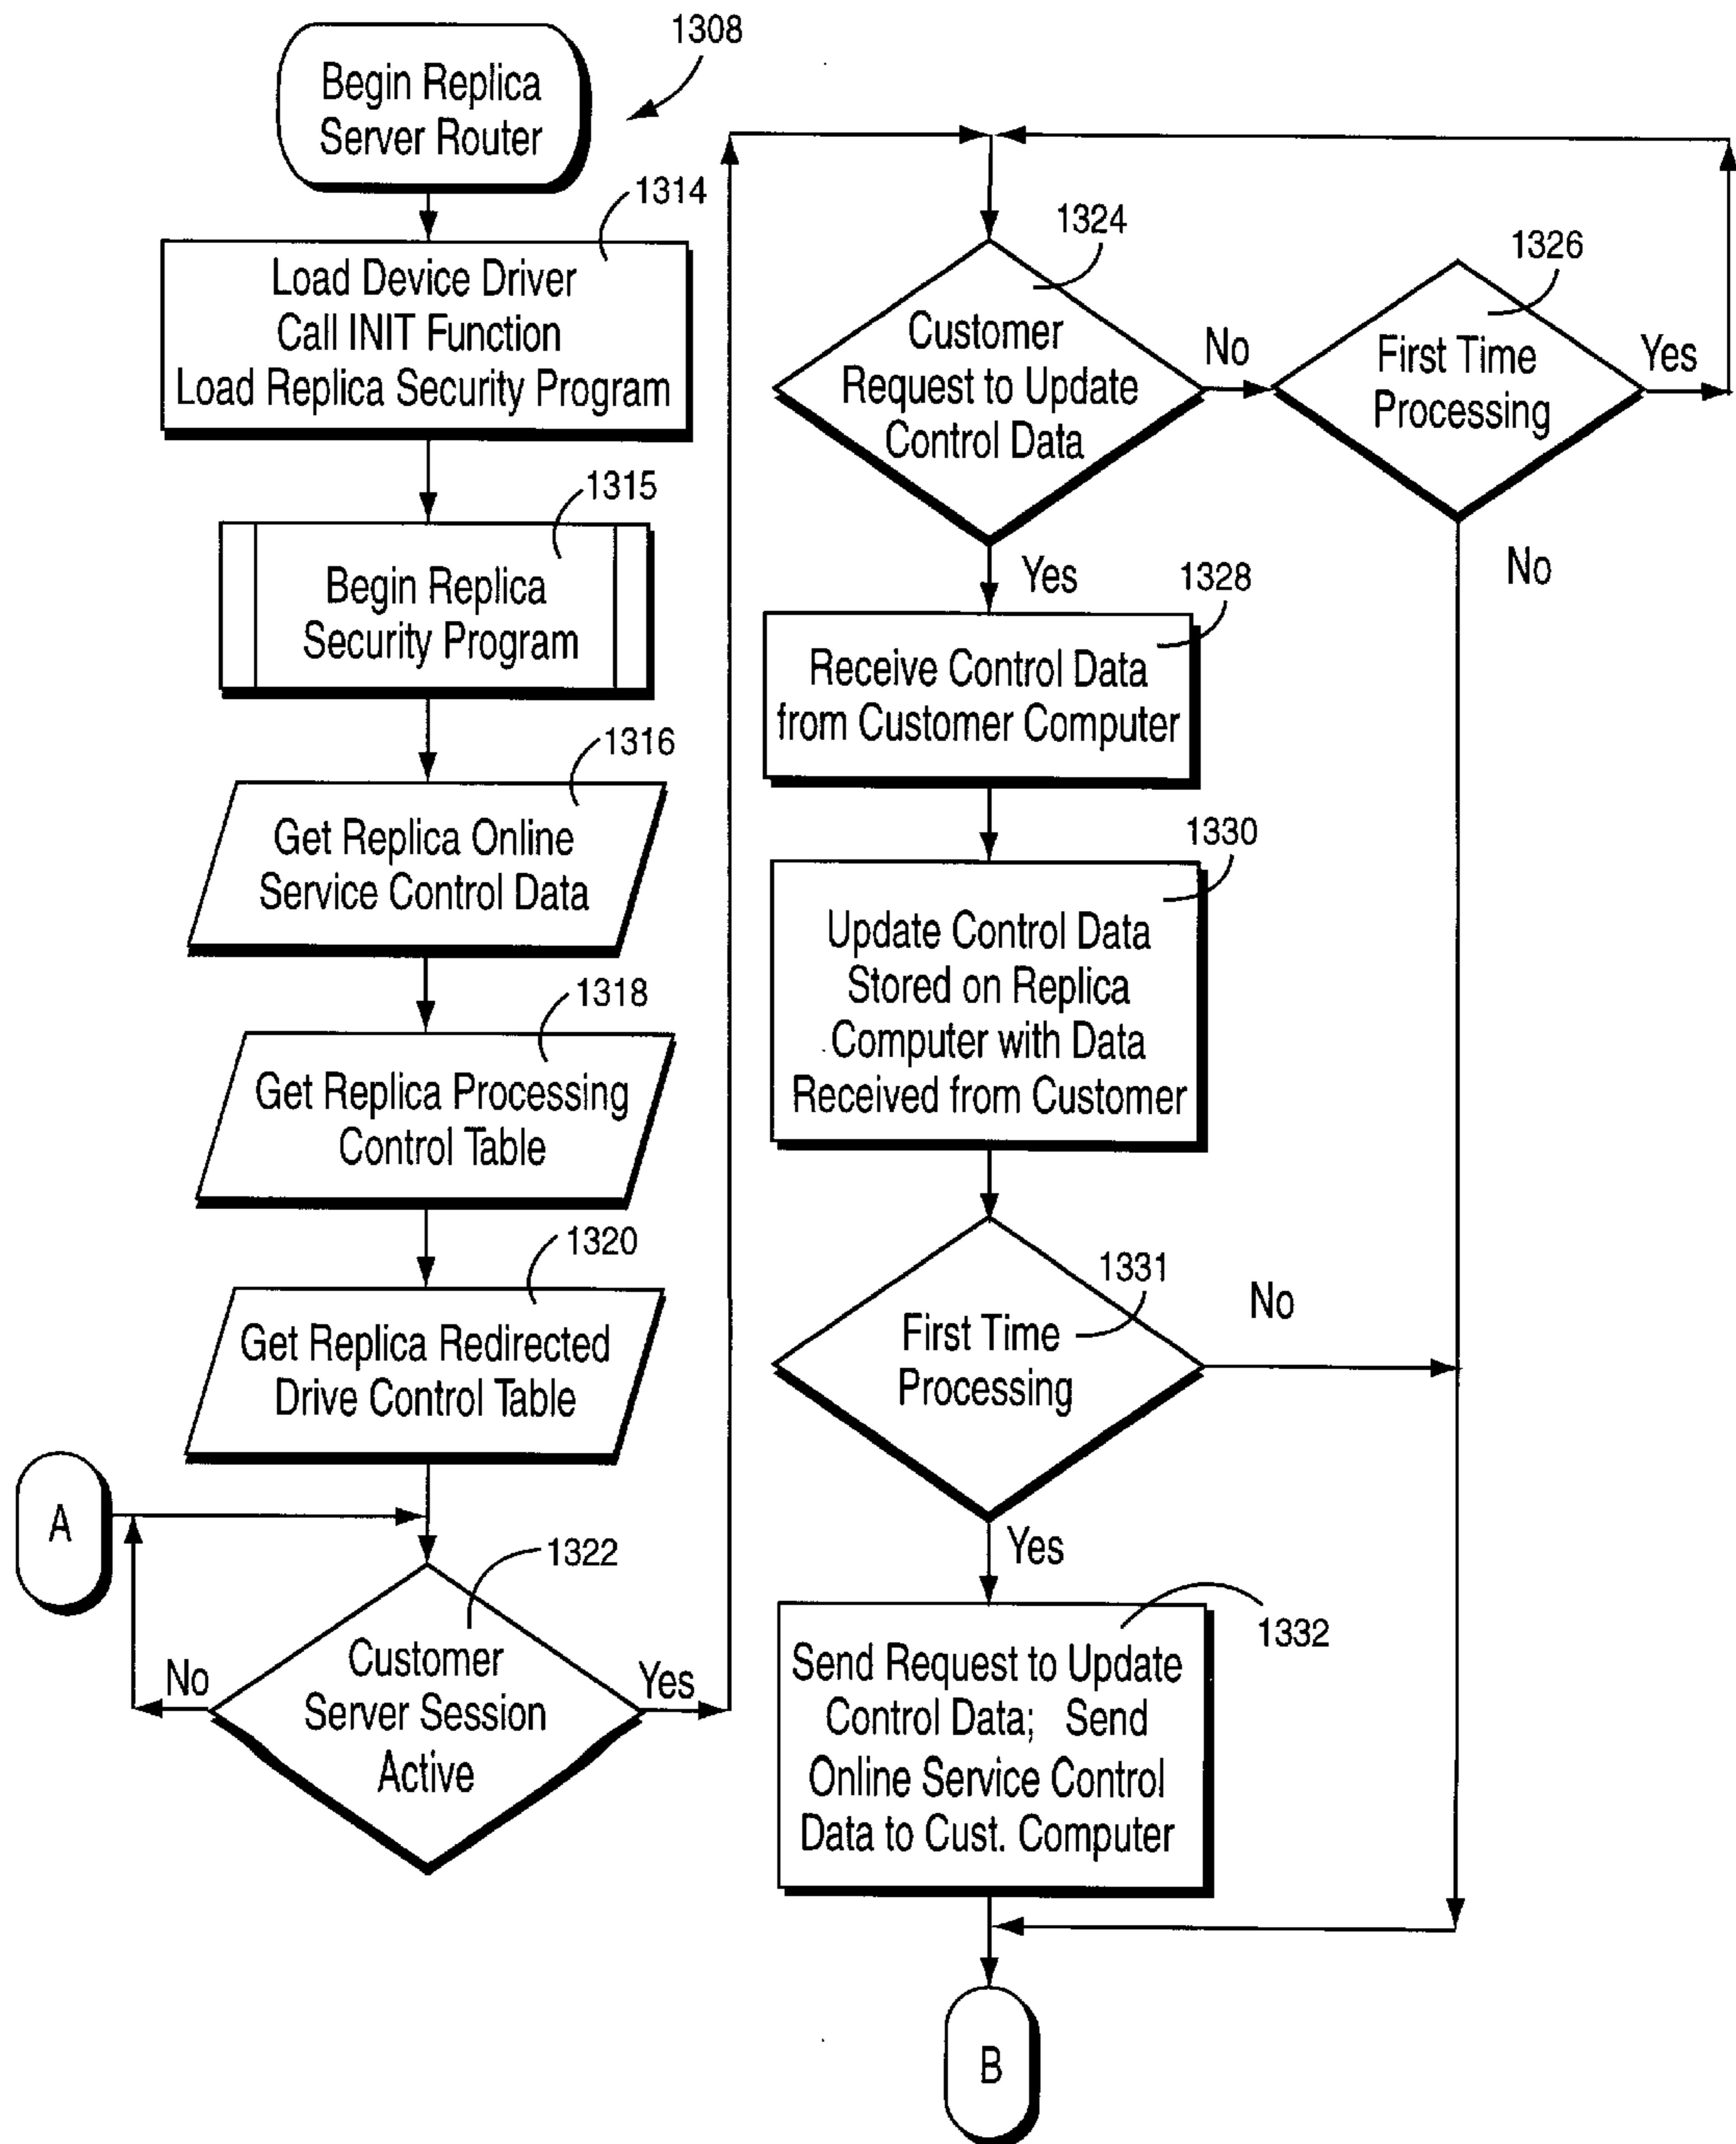 Begin Replica
Server Router
1308
1314
Load Device Driver
Call INIT Function
Load Replica Security Program
1315
Begin Replica
Security Program
1316
Get Replica Online
Service Control Data
1318
Get Replica Processing
Control Table
1320
Get Replica Redirected
Drive Control Table
A
1322
Customer
Server Session
Active
No
Yes
1324
Customer
Request to Update
Control Data
No
Yes
1326
First Time
Processing
Yes
No
1328
Receive Control Data
from Customer Computer
1330
Update Control Data
Stored on Replica
Computer with Data
Received from Customer
1331
First Time
Processing
No
Yes
1332
Send Request to Update
Control Data; Send
Online Service Control
Data to Cust. Computer
B